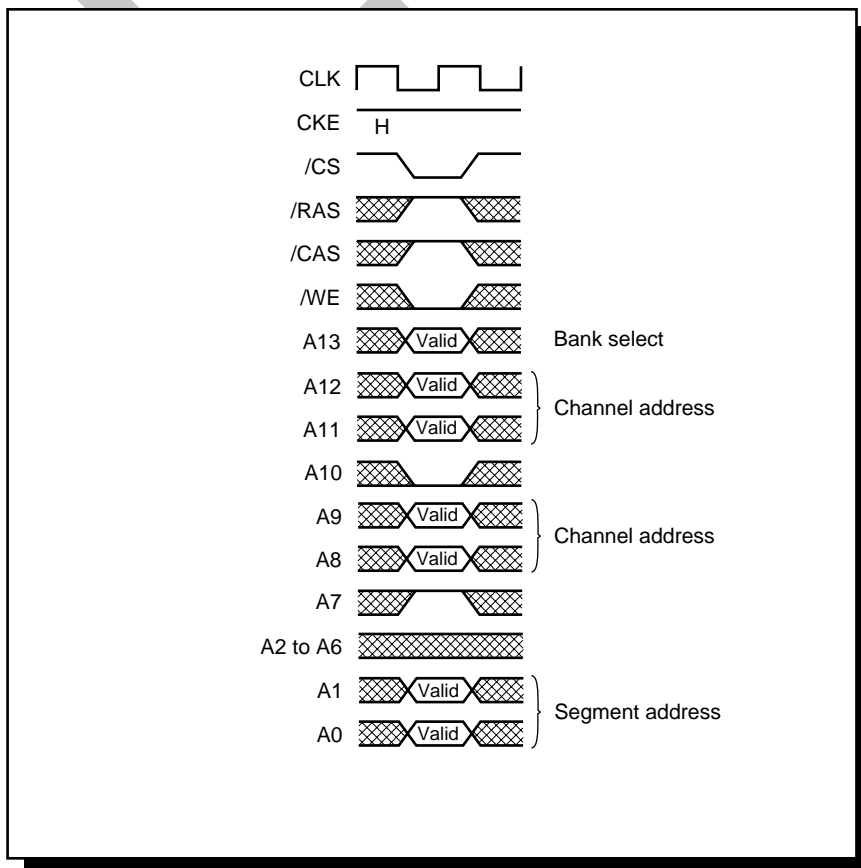 CLK
CKE H
/CS
/RAS
/CAS
/WE
A13 Valid Bank select
A12 Valid
Channel address
A11 Valid
A10
A9 Valid
Channel address
A8 Valid
A7
A2 to A6
A1 Valid
Segment address
A0 Valid